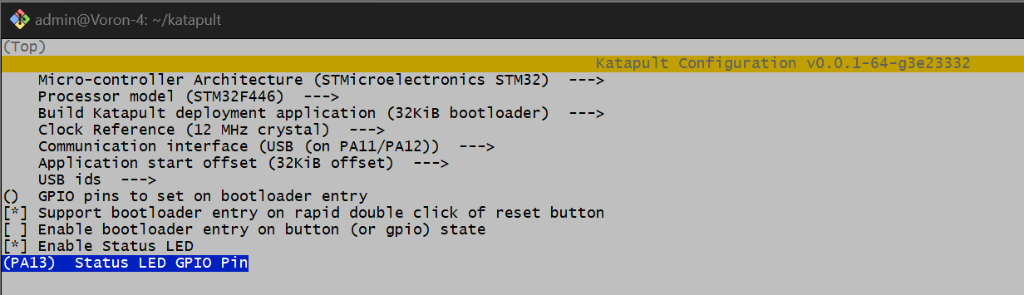 admin@Voron-4: ~/katapult
(Top)
Katapult Configuration v0.0.1-64-g3e23332
Micro-controller Architecture (STMicroelectronics STM32) --->
Processor model (STM32F446) --->
Build Katapult deployment application (32KiB bootloader) --->
Clock Reference (12 MHz crystal) --->
Communication interface (USB (on PA11/PA12)) --->
Application start offset (32KiB offset) --->
USB ids --->
() GPIO pins to set on bootloader entry
[*] Support bootloader entry on rapid double click of reset button
[ ] Enable bootloader entry on button (or gpio) state
[*] Enable Status LED
(PA13) Status LED GPIO Pin